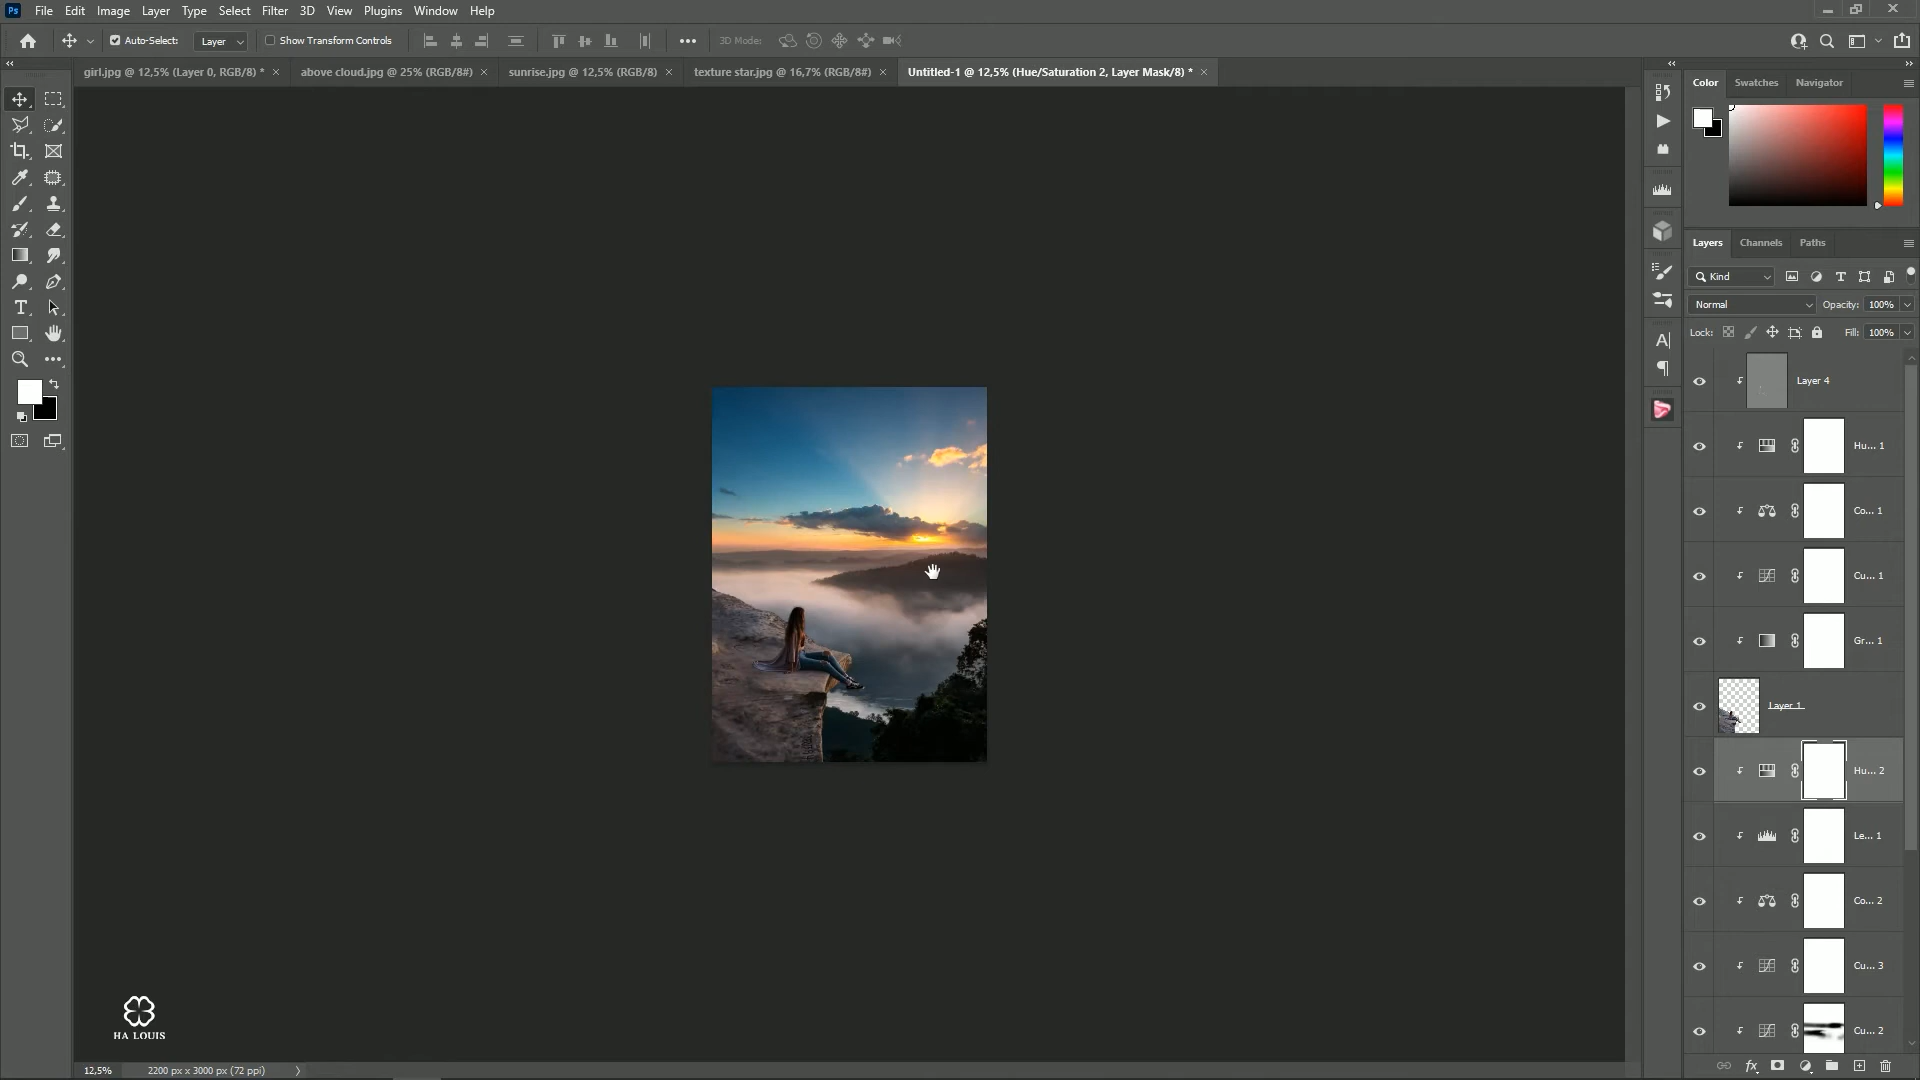 Ps File Edit Image Layer Type Select Filter 3D View Plugins Window Help
Auto-Select: Layer Show Transform Controls 3D Mode:
girl.jpg @ 12,5% (Layer 0, RGB/8) * above cloud.jpg @ 25% (RGB/8#) sunrise.jpg @ 12,5% (RGB/8) texture star.jpg @ 16,7% (RGB/8#) Untitled-1 @ 12,5% (Hue/Saturation 2, Layer Mask/8) *
Color Swatches Navigator
Layers Channels Paths
Kind
Normal Opacity: 100%
Lock: Fill: 100%
Layer 4
Hu... 1
Co... 1
Cu... 1
Gr... 1
Layer 1
Hu... 2
Le... 1
Co... 2
Cu... 3
Cu... 2
HA LOUIS
12,5% 2200 px x 3000 px (72 ppi)